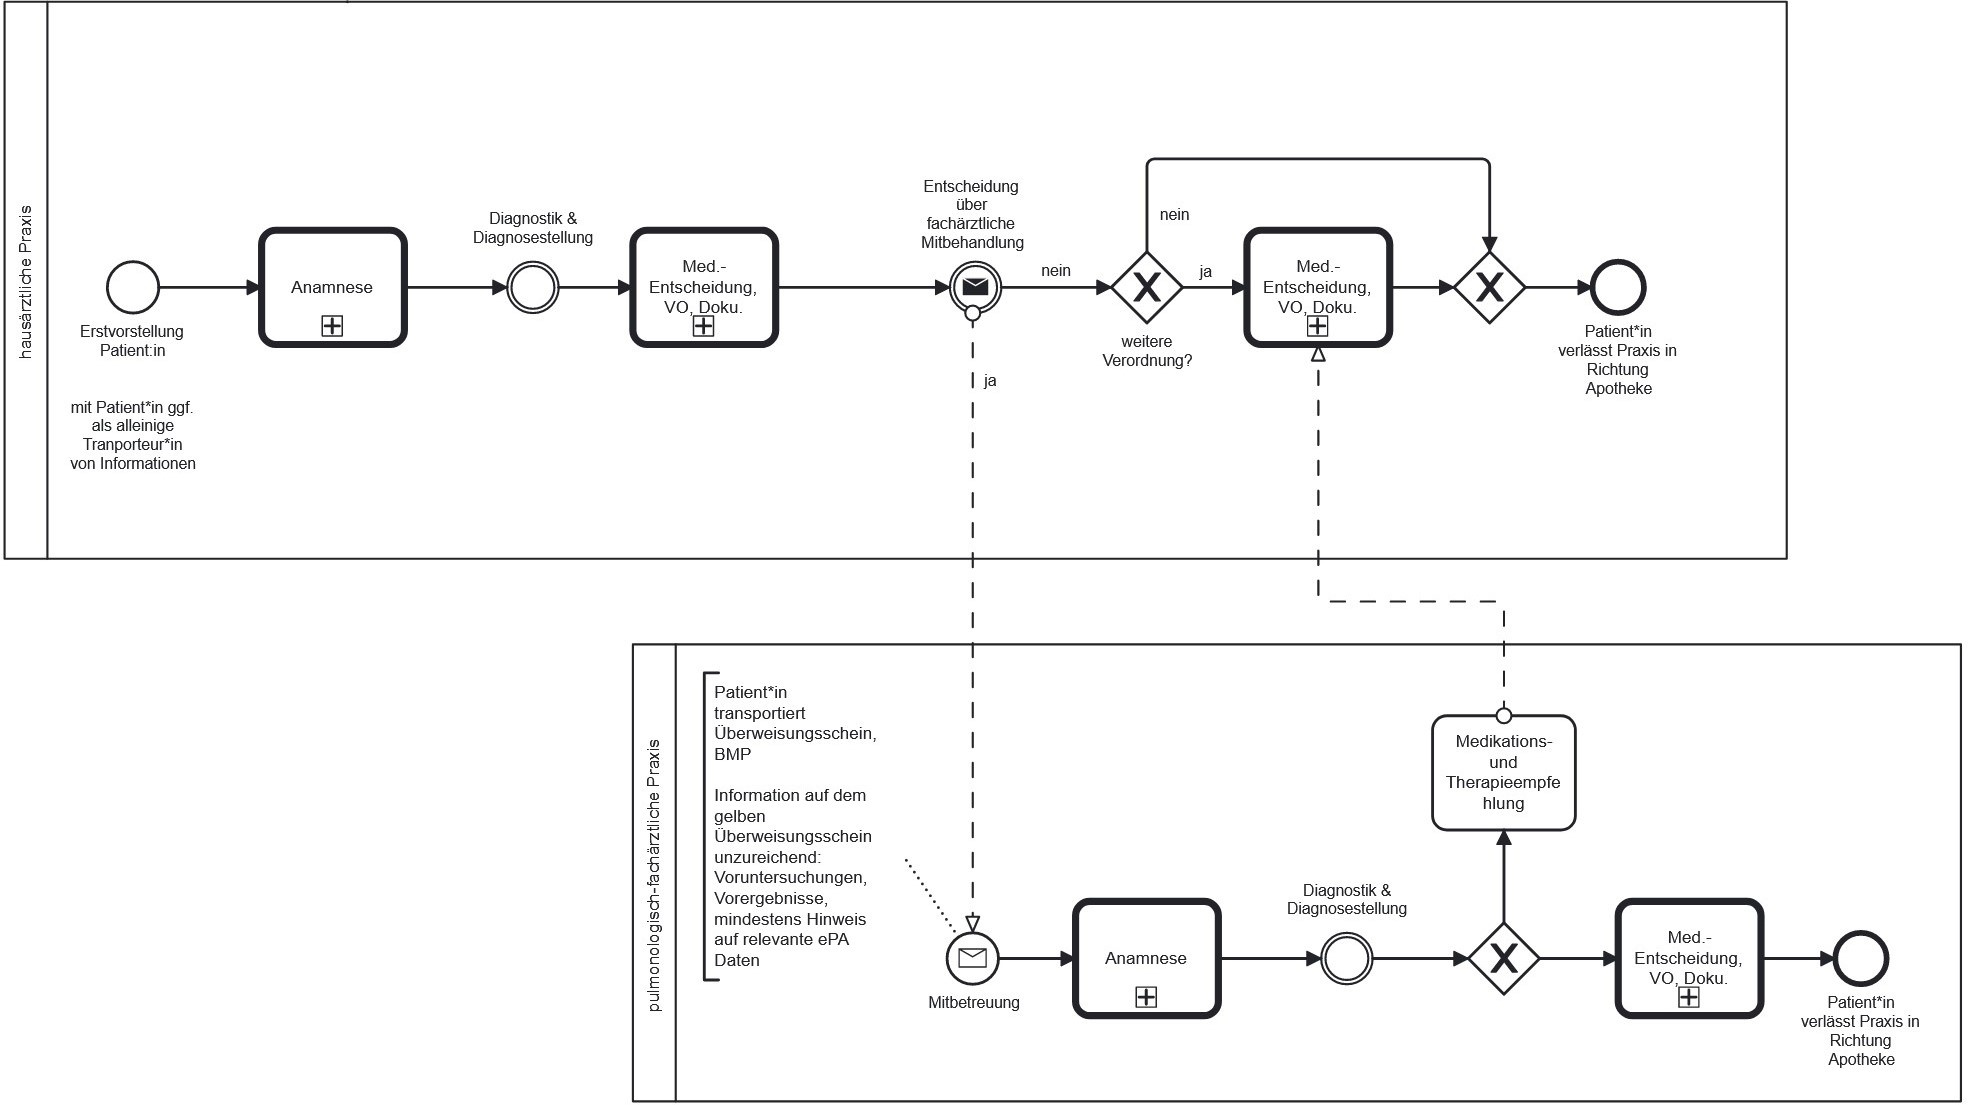 hausärztliche Praxis
Erstvorstellung
Patient:in
mit Patient*in ggf.
als alleinige
Tranporteur*in
von Informationen
Anamnese
Diagnostik &
Diagnosestellung
Med.-
Entscheidung,
VO, Doku.
Entscheidung
über
fachärztliche
Mitbehandlung
nein
ja
weitere
Verordnung?
nein
ja
Med.-
Entscheidung,
VO, Doku.
Patient*in
verlässt Praxis in
Richtung
Apotheke
pulmonologisch-fachärztliche Praxis
Patient*in
transportiert
Überweisungsschein,
BMP
Information auf dem
gelben
Überweisungsschein
unzureichend:
Voruntersuchungen,
Vorergebnisse,
mindestens Hinweis
auf relevante ePA
Daten
Mitbetreuung
Anamnese
Diagnostik &
Diagnosestellung
Medikations-
und
Therapieempfe
hlung
Med.-
Entscheidung,
VO, Doku.
Patient*in
verlässt Praxis in
Richtung
Apotheke